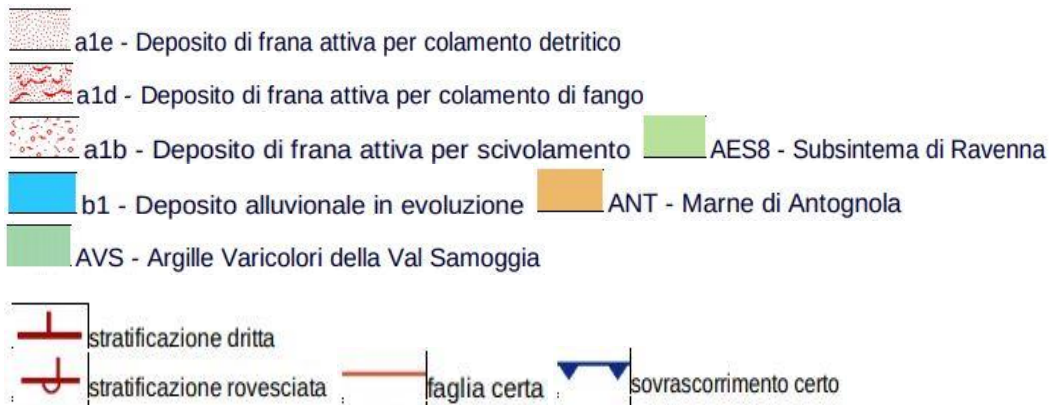 a1e - Deposito di frana attiva per colamento detritico
a1d - Deposito di frana attiva per colamento di fango
a1b - Deposito di frana attiva per scivolamento AES8 - Subsintema di Ravenna
b1 - Deposito alluvionale in evoluzione ANT - Marne di Antognola
AVS - Argille Varicolori della Val Samoggia
stratificazione dritta
stratificazione rovesciata faglia certa sovrascorrimento certo